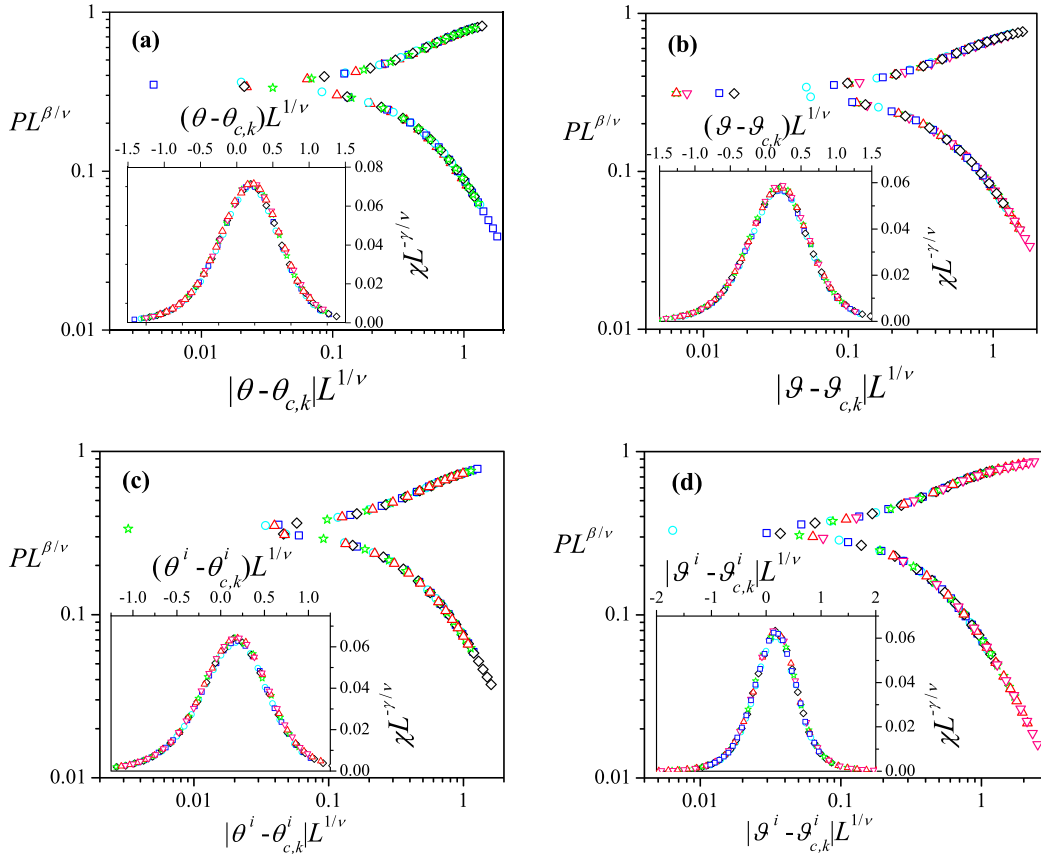 (a)
1
0.1
0.01
PL^{β/ν}
(θ-θ_{c,k})L^{1/ν}
-1.5 -1.0 -0.5 0.0 0.5 1.0 1.5
0.08
0.06
0.04
0.02
0.00
χL^{-γ/ν}
0.01 0.1 1
|θ-θ_{c,k}|L^{1/ν}
(b)
1
0.1
0.01
PL^{β/ν}
(ϑ-ϑ_{c,k})L^{1/ν}
-1.5 -1.0 -0.5 0.0 0.5 1.0 1.5
0.06
0.04
0.02
0.00
χL^{-γ/ν}
0.01 0.1 1
|ϑ-ϑ_{c,k}|L^{1/ν}
(c)
1
0.1
0.01
PL^{β/ν}
(θ^i-θ^i_{c,k})L^{1/ν}
-1.0 -0.5 0.0 0.5 1.0
0.08
0.06
0.04
0.02
0.00
χL^{-γ/ν}
0.01 0.1 1
|θ^i-θ^i_{c,k}|L^{1/ν}
(d)
1
0.1
0.01
PL^{β/ν}
|ϑ^i-ϑ^i_{c,k}|L^{1/ν}
-2 -1 0 1 2
0.06
0.04
0.02
0.00
χL^{-γ/ν}
0.01 0.1 1
|ϑ^i-ϑ^i_{c,k}|L^{1/ν}